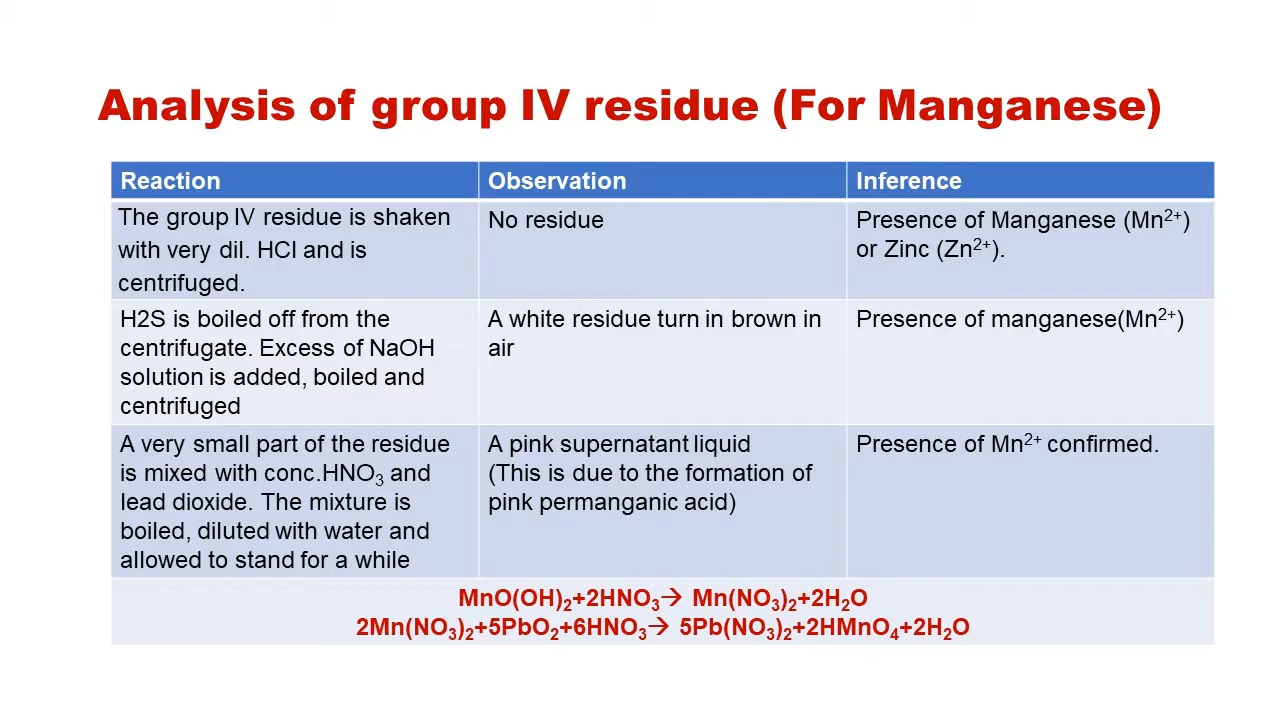 Analysis of group IV residue (For Manganese)
Reaction
Observation
Inference
The group IV residue is shaken
with very dil. HCl and is
centrifuged.
No residue
Presence of Manganese (Mn²⁺)
or Zinc (Zn²⁺).
H2S is boiled off from the
centrifugate. Excess of NaOH
solution is added, boiled and
centrifuged
A white residue turn in brown in
air
Presence of manganese(Mn²⁺)
A very small part of the residue
is mixed with conc.HNO₃ and
lead dioxide. The mixture is
boiled, diluted with water and
allowed to stand for a while
A pink supernatant liquid
(This is due to the formation of
pink permanganic acid)
Presence of Mn²⁺ confirmed.
MnO(OH)₂+2HNO₃→ Mn(NO₃)₂+2H₂O
2Mn(NO₃)₂+5PbO₂+6HNO₃→ 5Pb(NO₃)₂+2HMnO₄+2H₂O